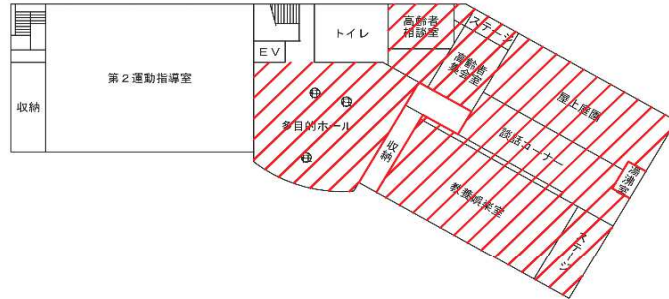 高齢者
相談室
ステージ
トイレ
EV
高齢者
集会室
第2運動指導室
屋上庭園
収納
多目的ホール
談話コーナー
収納
湯沸室
教養娯楽室
ステージ